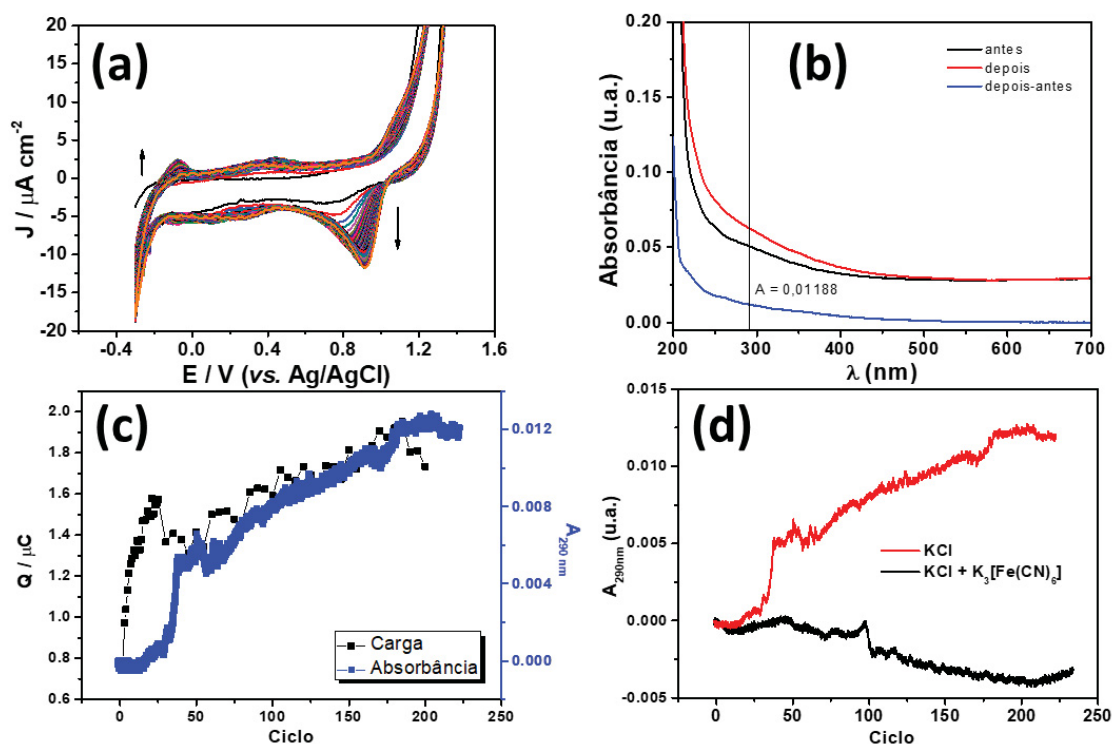 (a)
20
15
10
5
0
-5
-10
-15
-20
J / µA cm-2
-0.4 0.0 0.4 0.8 1.2 1.6
E / V (vs. Ag/AgCl)
(b)
antes
depois
depois-antes
0.20
0.15
0.10
0.05
0.00
Absorbância (u.a.)
A = 0,01188
200 300 400 500 600 700
λ (nm)
(c)
2.0
1.8
1.6
1.4
1.2
1.0
0.8
0.6
Q / µC
0.012
0.008
0.004
0.000
A290 nm
Carga
Absorbância
0 50 100 150 200 250
Ciclo
(d)
0.015
0.010
0.005
0.000
-0.005
A290nm (u.a.)
KCl
KCl + K3[Fe(CN)6]
0 50 100 150 200 250
Ciclo